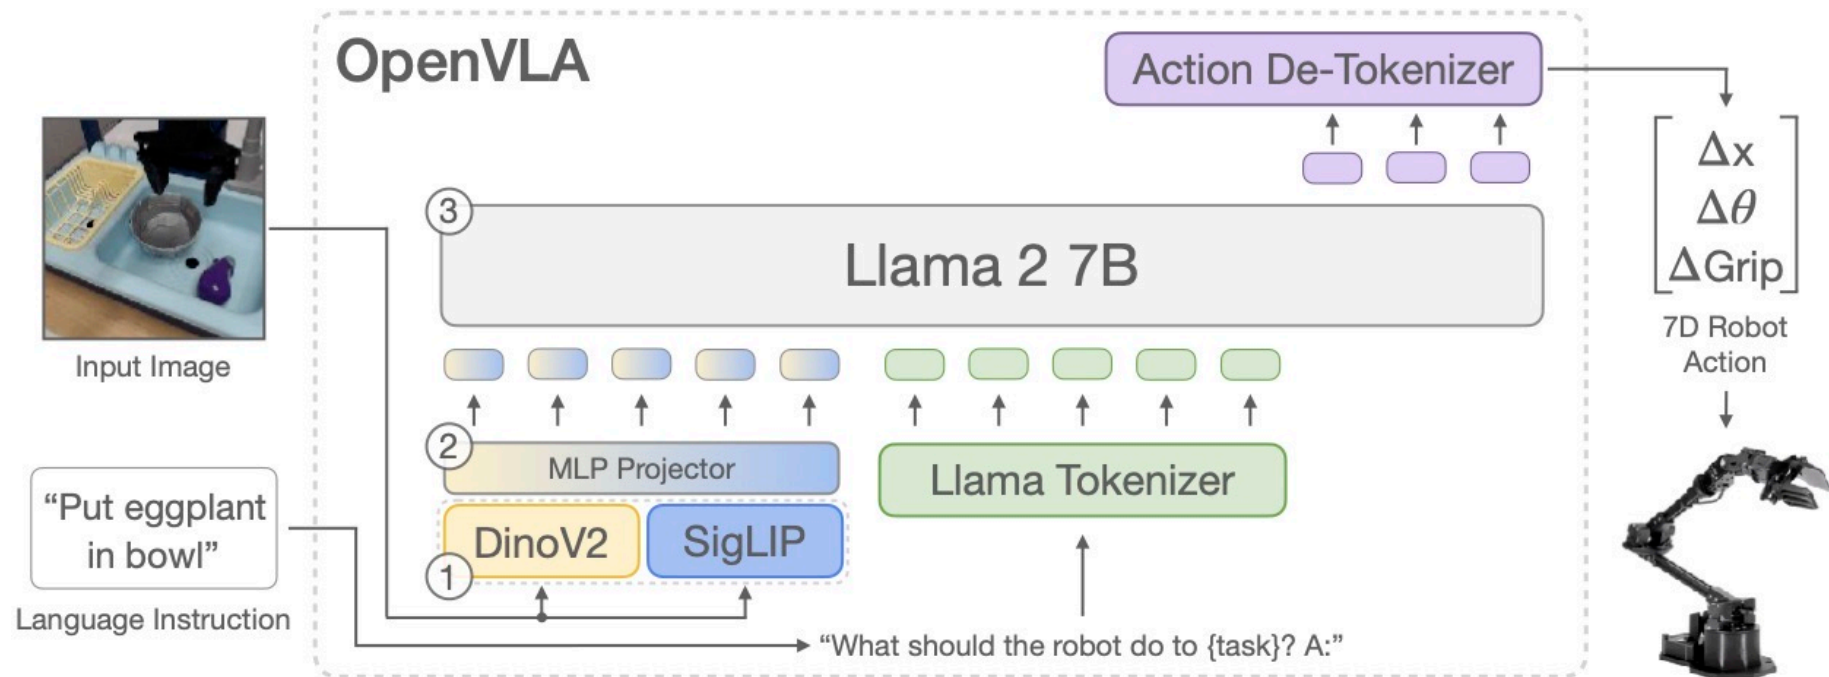 OpenVLA
Action De-Tokenizer
Δx
Δθ
ΔGrip
7D Robot
Action
3
Llama 2 7B
Input Image
2
MLP Projector
Llama Tokenizer
1
DinoV2
SigLIP
“Put eggplant
in bowl”
Language Instruction
“What should the robot do to {task}? A:”